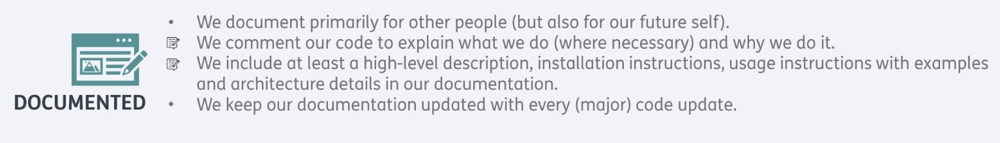 • We document primarily for other people (but also for our future self).
We comment our code to explain what we do (where necessary) and why we do it.
We include at least a high-level description, installation instructions, usage instructions with examples
and architecture details in our documentation.
• We keep our documentation updated with every (major) code update.
DOCUMENTED